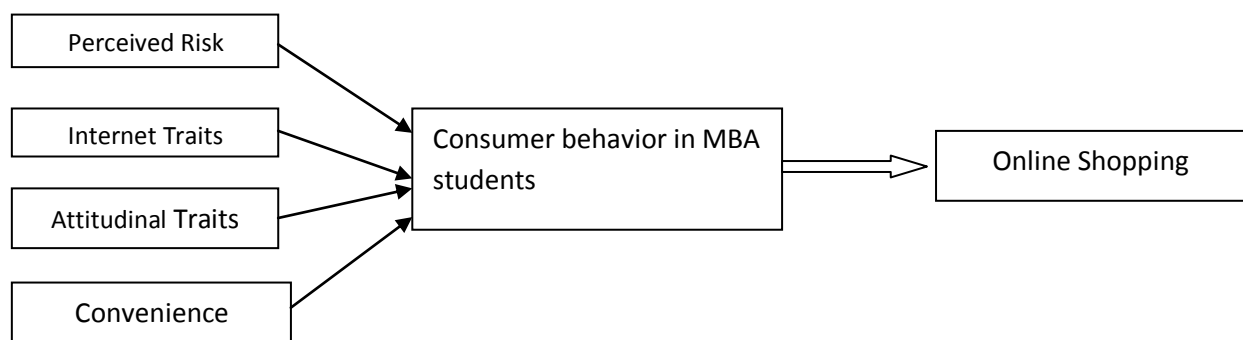 Perceived Risk
Internet Traits
Attitudinal Traits
Convenience
Consumer behavior in MBA
students
Online Shopping